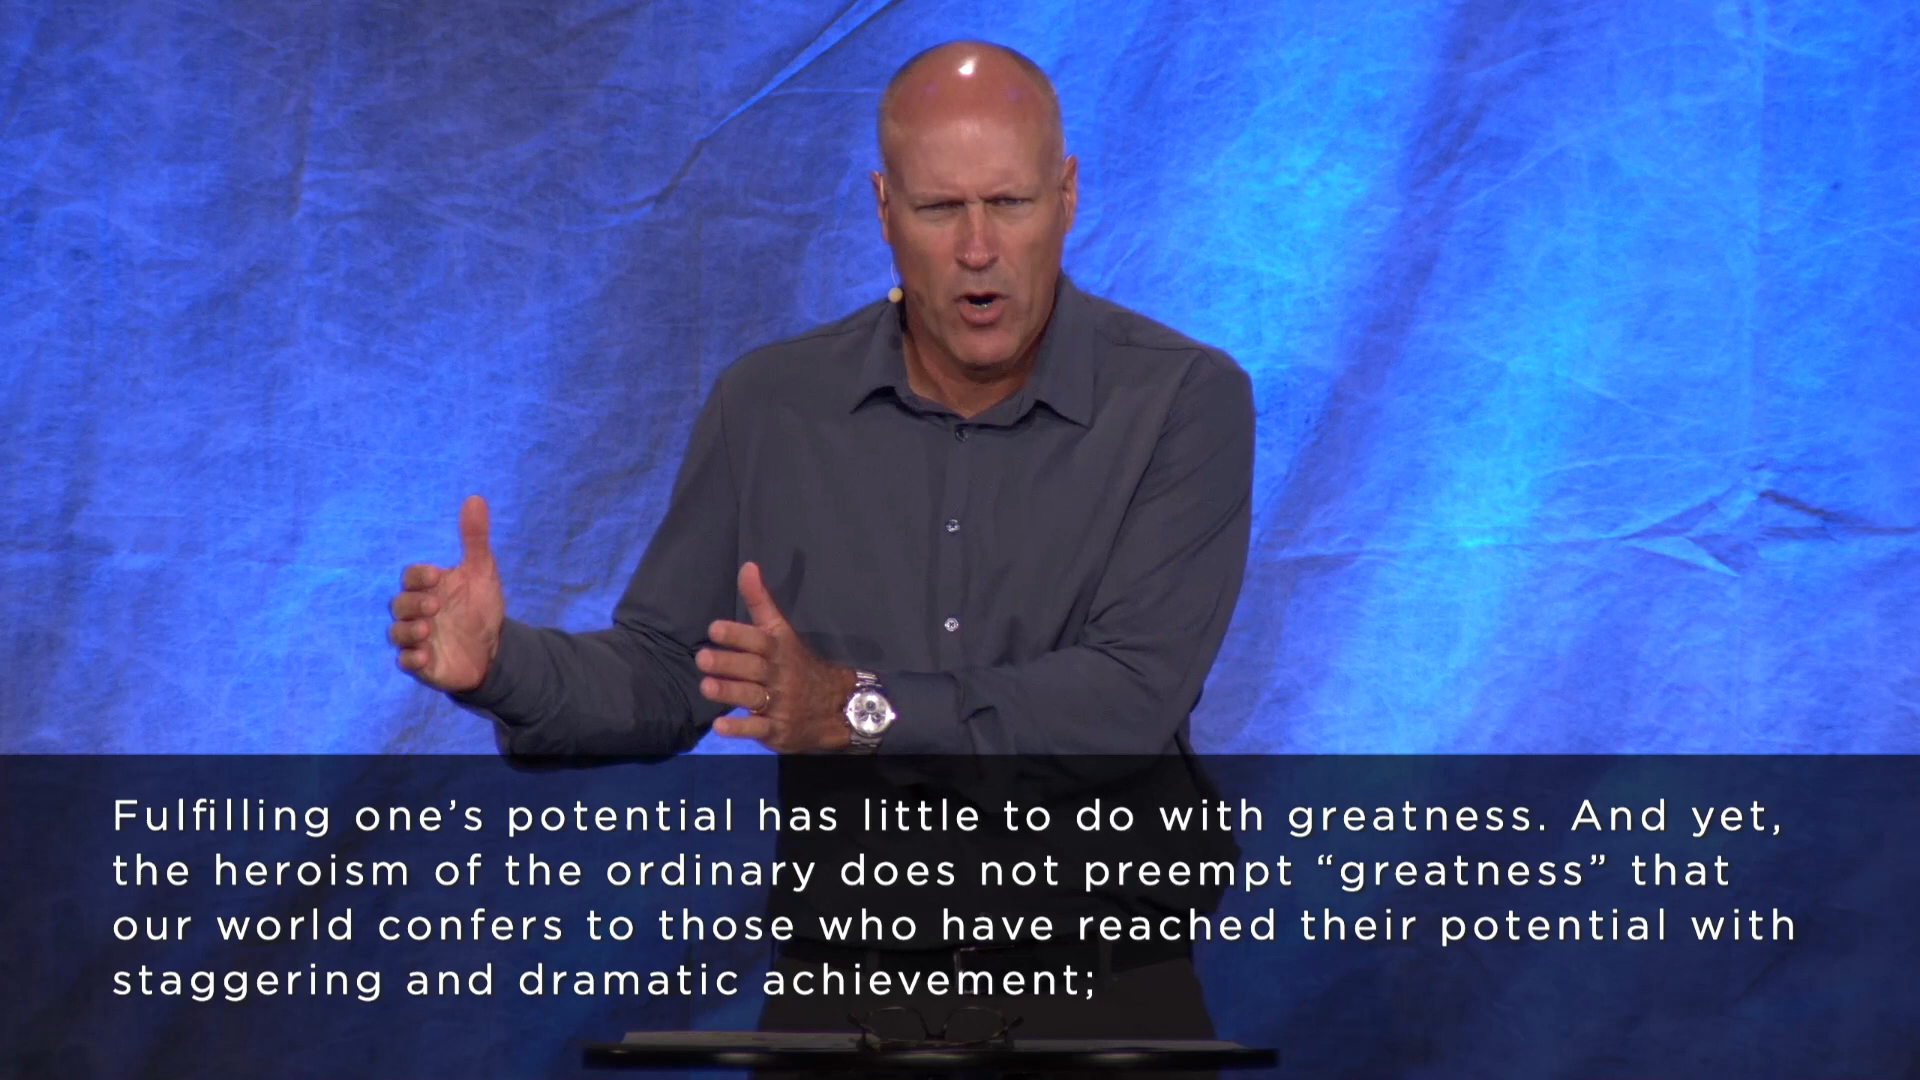 Fulfilling one’s potential has little to do with greatness. And yet,
the heroism of the ordinary does not preempt “greatness” that
our world confers to those who have reached their potential with
staggering and dramatic achievement;